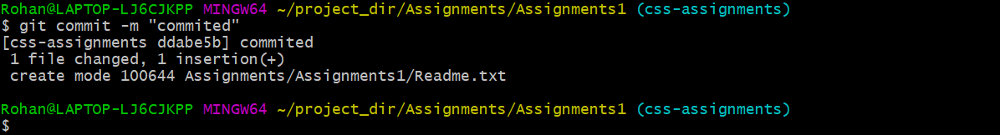 Rohan@LAPTOP-LJ6CJKPP MINGW64 ~/project_dir/Assignments/Assignments1 (css-assignments)
$ git commit -m "commited"
[css-assignments ddabe5b] commited
 1 file changed, 1 insertion(+)
 create mode 100644 Assignments/Assignments1/Readme.txt
Rohan@LAPTOP-LJ6CJKPP MINGW64 ~/project_dir/Assignments/Assignments1 (css-assignments)
$